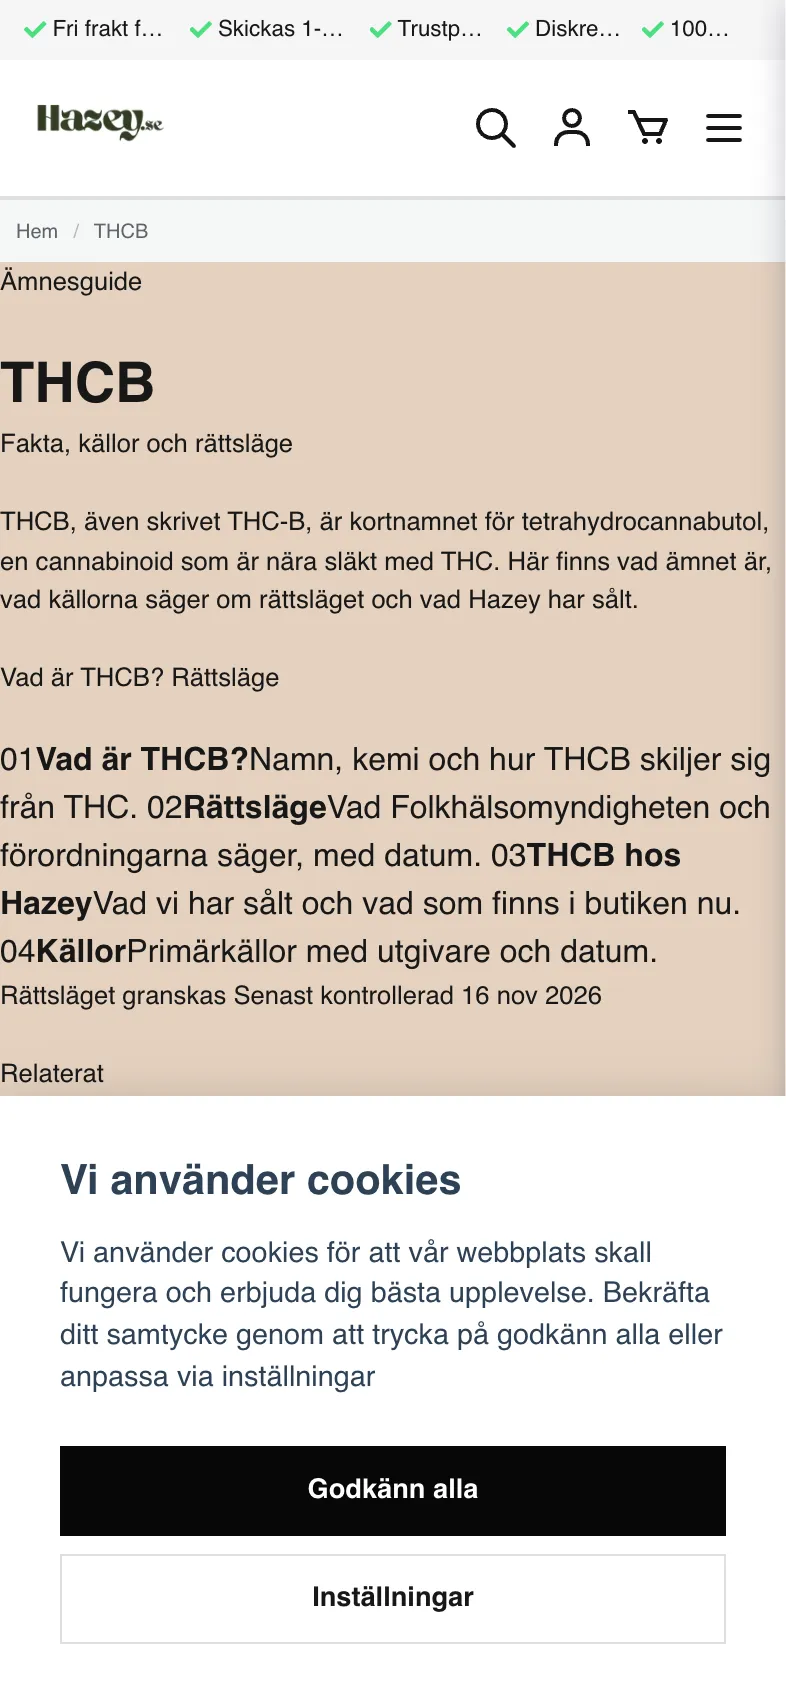 Fri frakt f... Skickas 1-... Trustp... Diskre... 100...
Hazey.se
Hem / THCB
Ämnesguide
THCB
Fakta, källor och rättsläge
THCB, även skrivet THC-B, är kortnamnet för tetrahydrocannabutol,
en cannabinoid som är nära släkt med THC. Här finns vad ämnet är,
vad källorna säger om rättsläget och vad Hazey har sålt.
Vad är THCB? Rättsläge
01Vad är THCB?Namn, kemi och hur THCB skiljer sig
från THC. 02RättslägeVad Folkhälsomyndigheten och
förordningarna säger, med datum. 03THCB hos
HazeyVad vi har sålt och vad som finns i butiken nu.
04KällorPrimärkällor med utgivare och datum.
Rättsläget granskas Senast kontrollerad 16 nov 2026
Relaterat
Vi använder cookies
Vi använder cookies för att vår webbplats skall
fungera och erbjuda dig bästa upplevelse. Bekräfta
ditt samtycke genom att trycka på godkänn alla eller
anpassa via inställningar
Godkänn alla
Inställningar